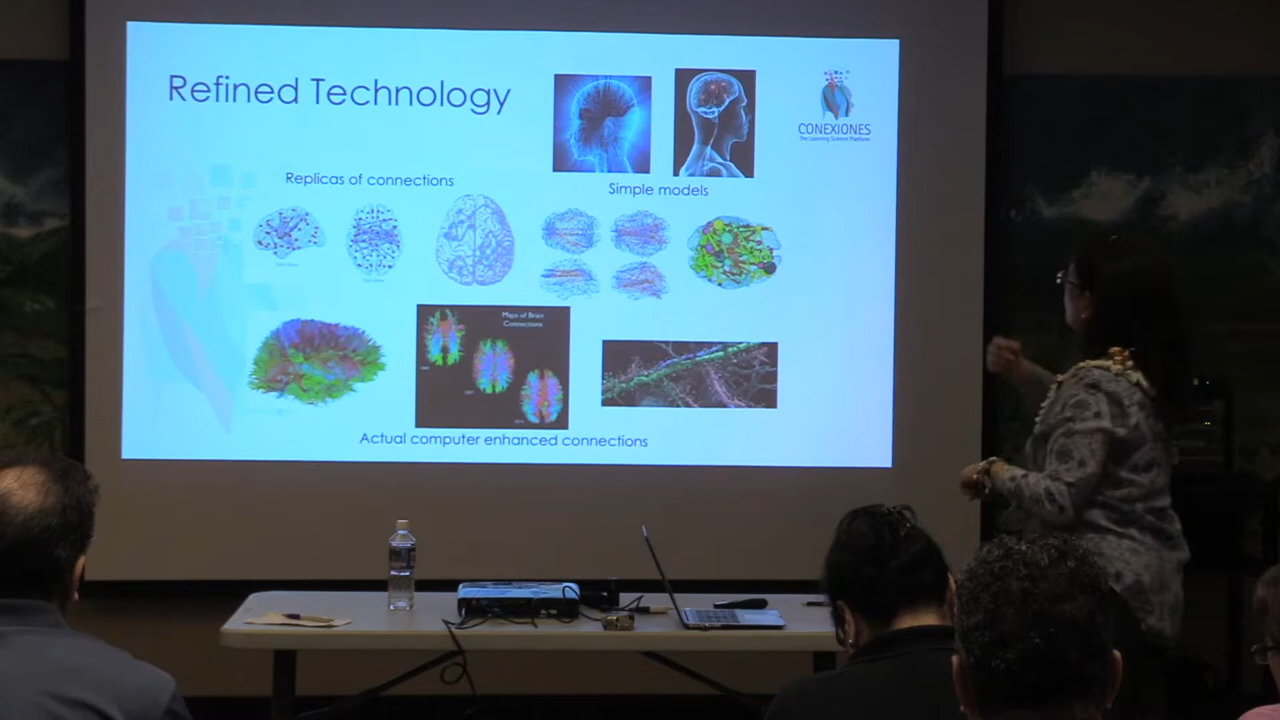 Refined Technology
CONEXIONES
The Learning Science Platform
Replicas of connections
Simple models
Maps of Brain
Connections
Actual computer enhanced connections